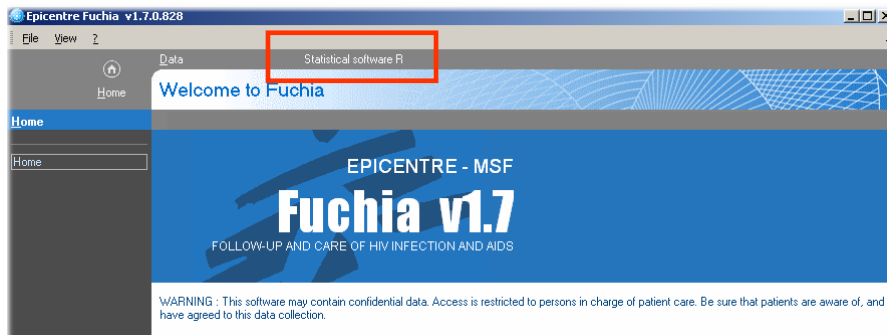 Epicentre Fuchia v1.7.0.828
File View ?
Data Statistical software R
Home
Welcome to Fuchia
Home
Home
EPICENTRE - MSF
Fuchia v1.7
FOLLOW-UP AND CARE OF HIV INFECTION AND AIDS
WARNING : This software may contain confidential data. Access is restricted to persons in charge of patient care. Be sure that patients are aware of, and
have agreed to this data collection.